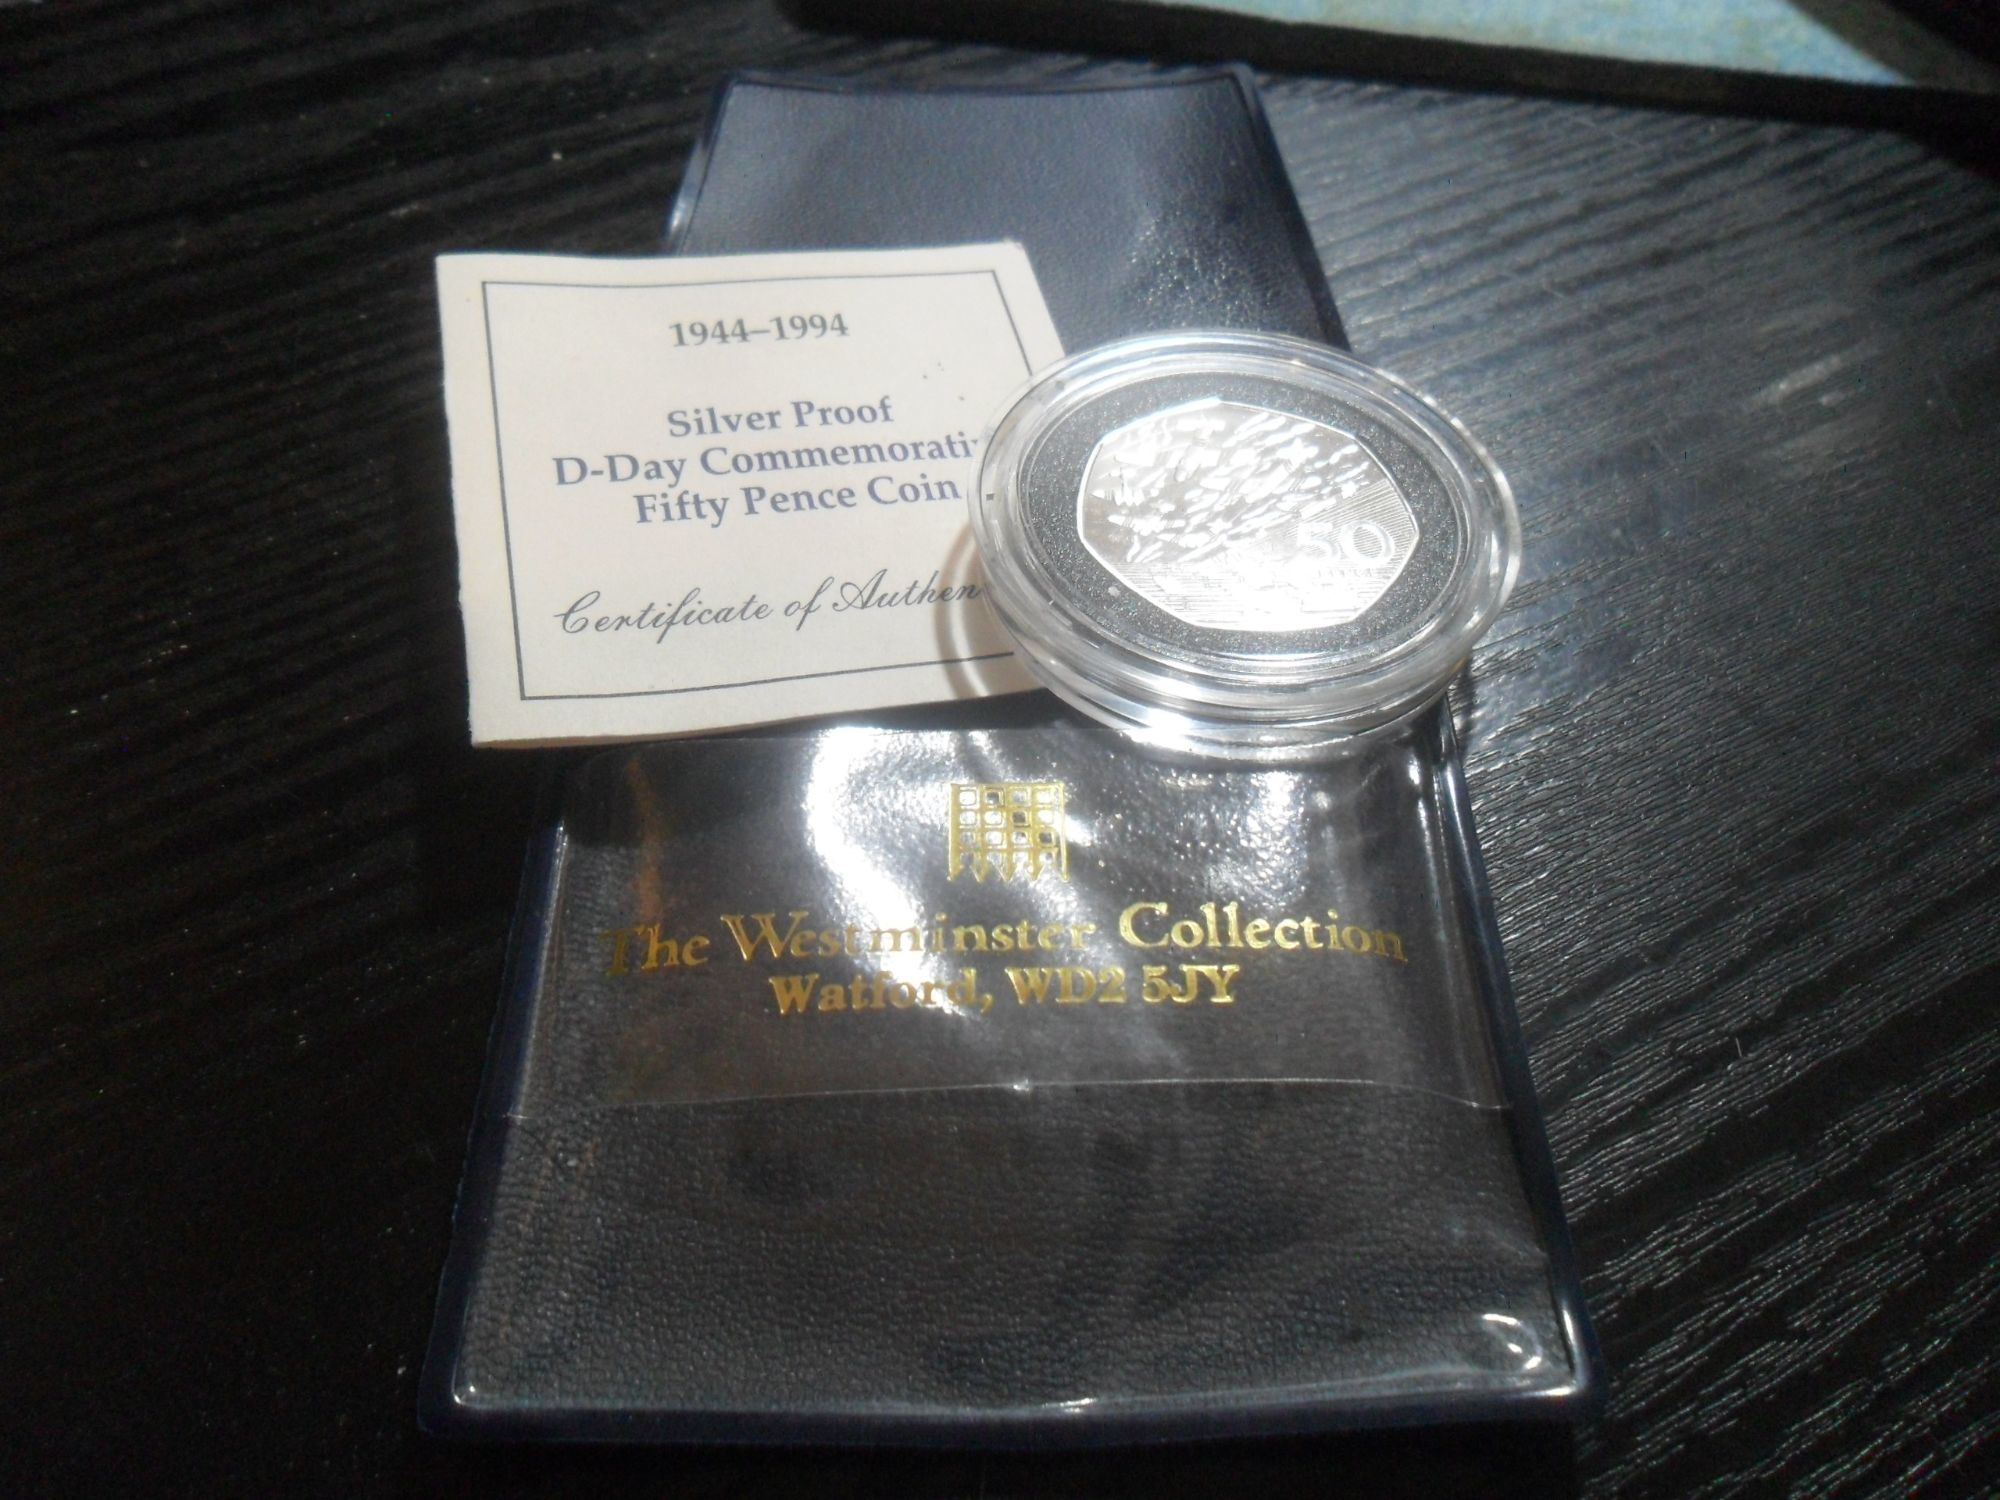 1944–1994
Silver Proof
D-Day Commemorati
Fifty Pence Coin
Certificate of Authen
50
The Westminster Collection
Watford, WD2 5JY